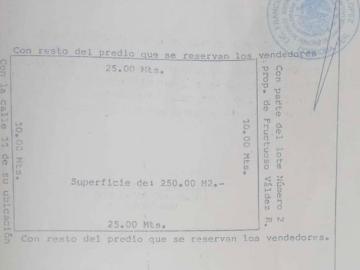 Con resto del predio que se reservan los vendedores
25.00 Mts.
Con la calle 11 de su ubicación
10.00 Mts.
10.00 Mts.
Con parte del lote Número 2
prop. de Fructuoso Váldez R.
Superficie de: 250.00 M2.-
25.00 Mts.
Con resto del predio que se reservan los vendedores.